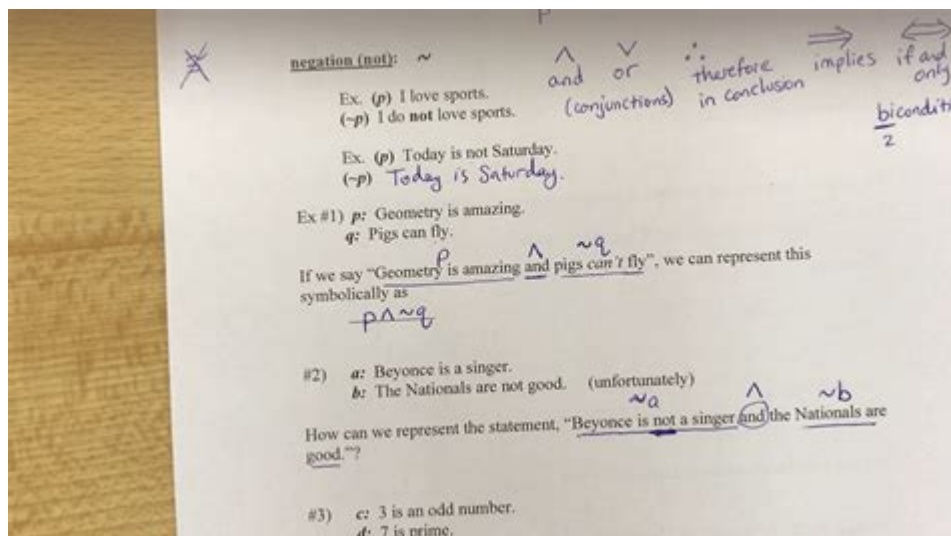 P
negation (not): ~
∧ ∨ ∴ ⇒ ⇔
and or therefore implies if and
(conjunctions) in conclusion only
Ex. (p) I love sports.
(~p) I do not love sports.
bicondit
2
Ex. (p) Today is not Saturday.
(~p) Today is Saturday.
Ex #1) p: Geometry is amazing.
q: Pigs can fly.
p ∧ ~q
If we say “Geometry is amazing and pigs can't fly”, we can represent this
symbolically as
p∧~q
#2) a: Beyonce is a singer.
b: The Nationals are not good. (unfortunately)
~a ∧ ~b
How can we represent the statement, “Beyonce is not a singer and the Nationals are
good.”?
#3) c: 3 is an odd number.
d: 7 is prime.